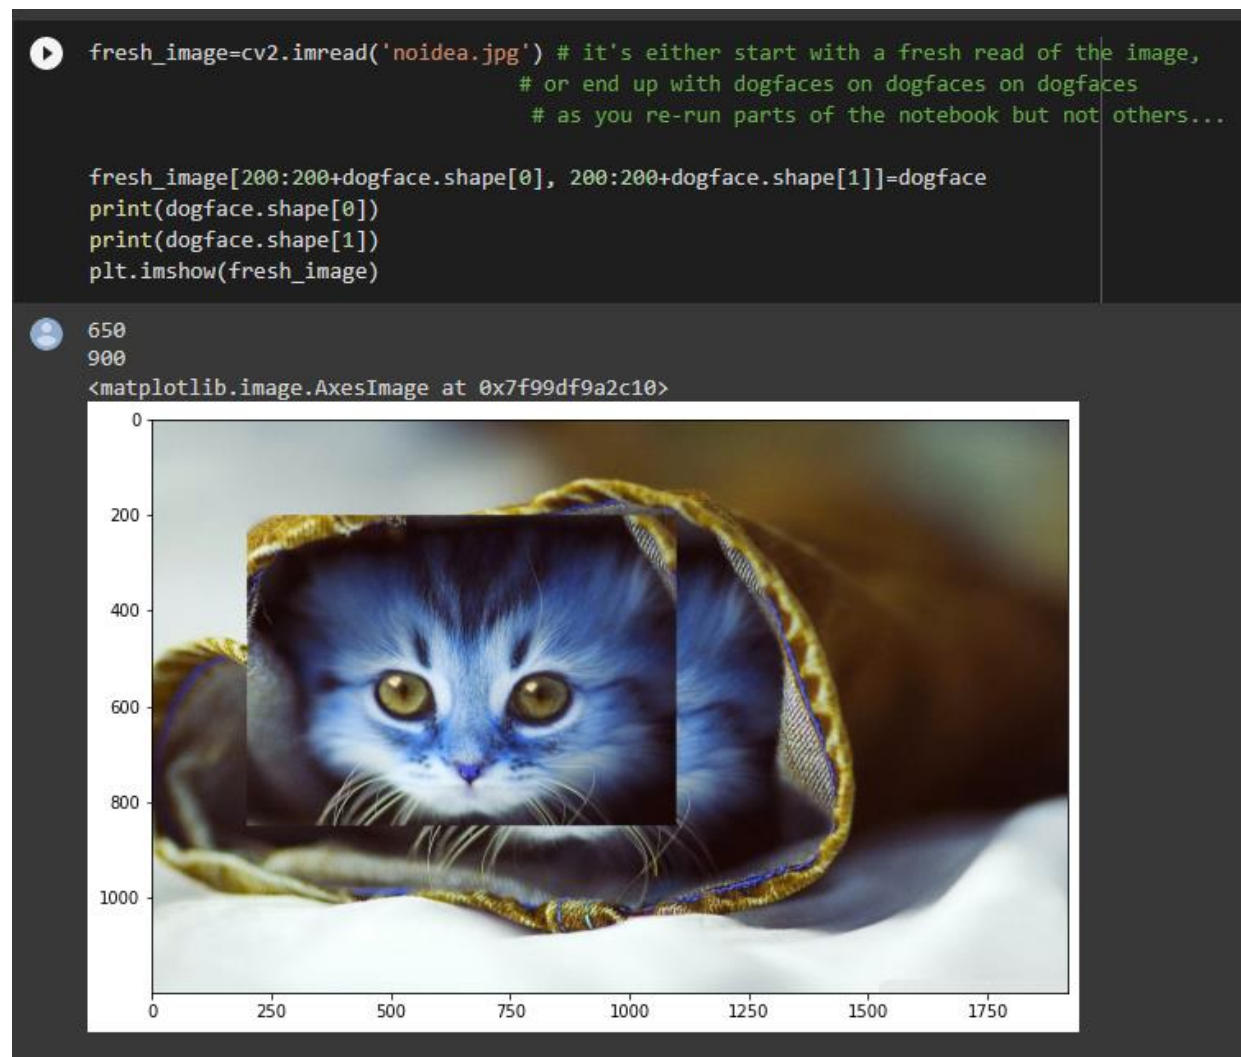 fresh_image=cv2.imread('noidea.jpg') # it's either start with a fresh read of the image,
# or end up with dogfaces on dogfaces on dogfaces
# as you re-run parts of the notebook but not others...
fresh_image[200:200+dogface.shape[0], 200:200+dogface.shape[1]]=dogface
print(dogface.shape[0])
print(dogface.shape[1])
plt.imshow(fresh_image)
650
900
<matplotlib.image.AxesImage at 0x7f99df9a2c10>
0
200
400
600
800
1000
0 250 500 750 1000 1250 1500 1750